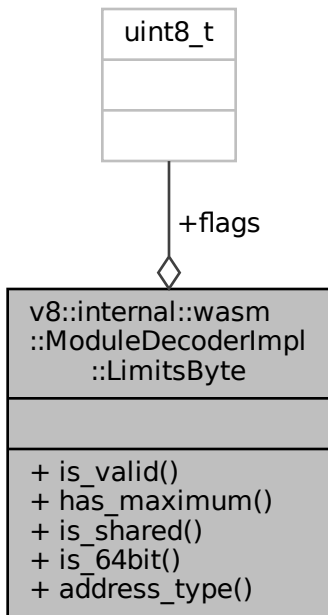 uint8_t
+flags
v8::internal::wasm
::ModuleDecoderImpl
::LimitsByte
+ is_valid()
+ has_maximum()
+ is_shared()
+ is_64bit()
+ address_type()